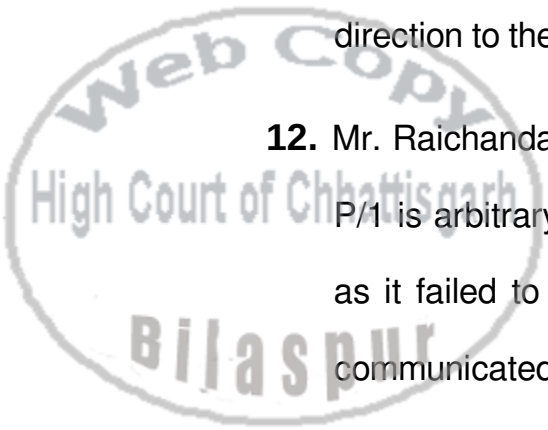 direction to the
Web Copy
12. Mr. Raichanda
High Court of Chhattisgarh
P/1 is arbitrary
as it failed to
Bilaspur
communicated